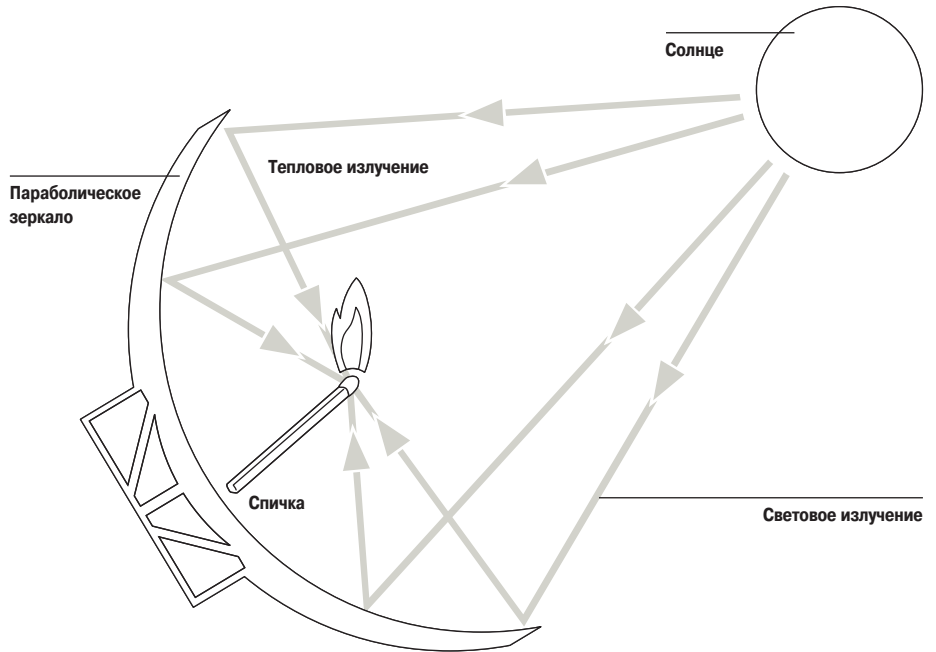 Солнце
Тепловое излучение
Параболическое
зеркало
Спичка
Световое излучение